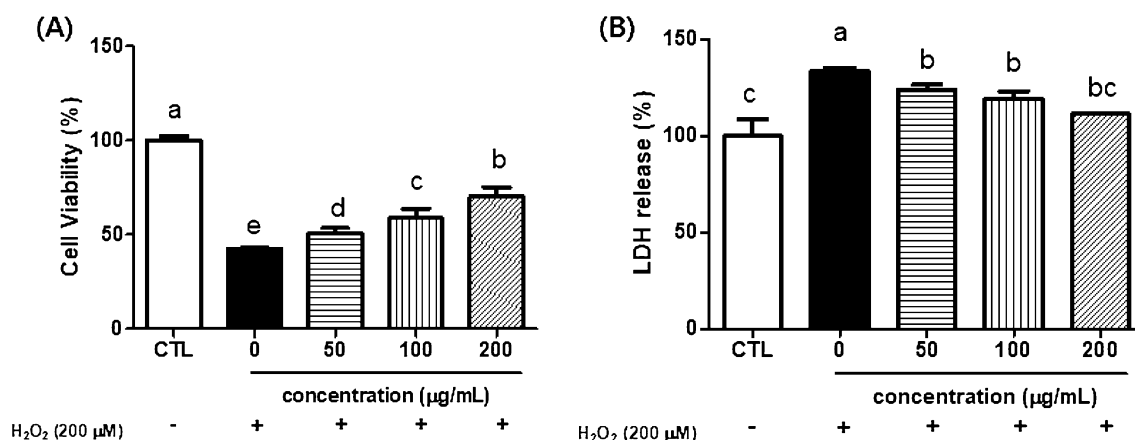 (A)
Cell Viability (%)
150
100
50
0
a
e
d
c
b
CTL 0 50 100 200
concentration (μg/mL)
H₂O₂ (200 μM) - + + + +
(B)
LDH release (%)
150
100
50
0
c
a
b
b
bc
CTL 0 50 100 200
concentration (μg/mL)
H₂O₂ (200 μM) - + + + +